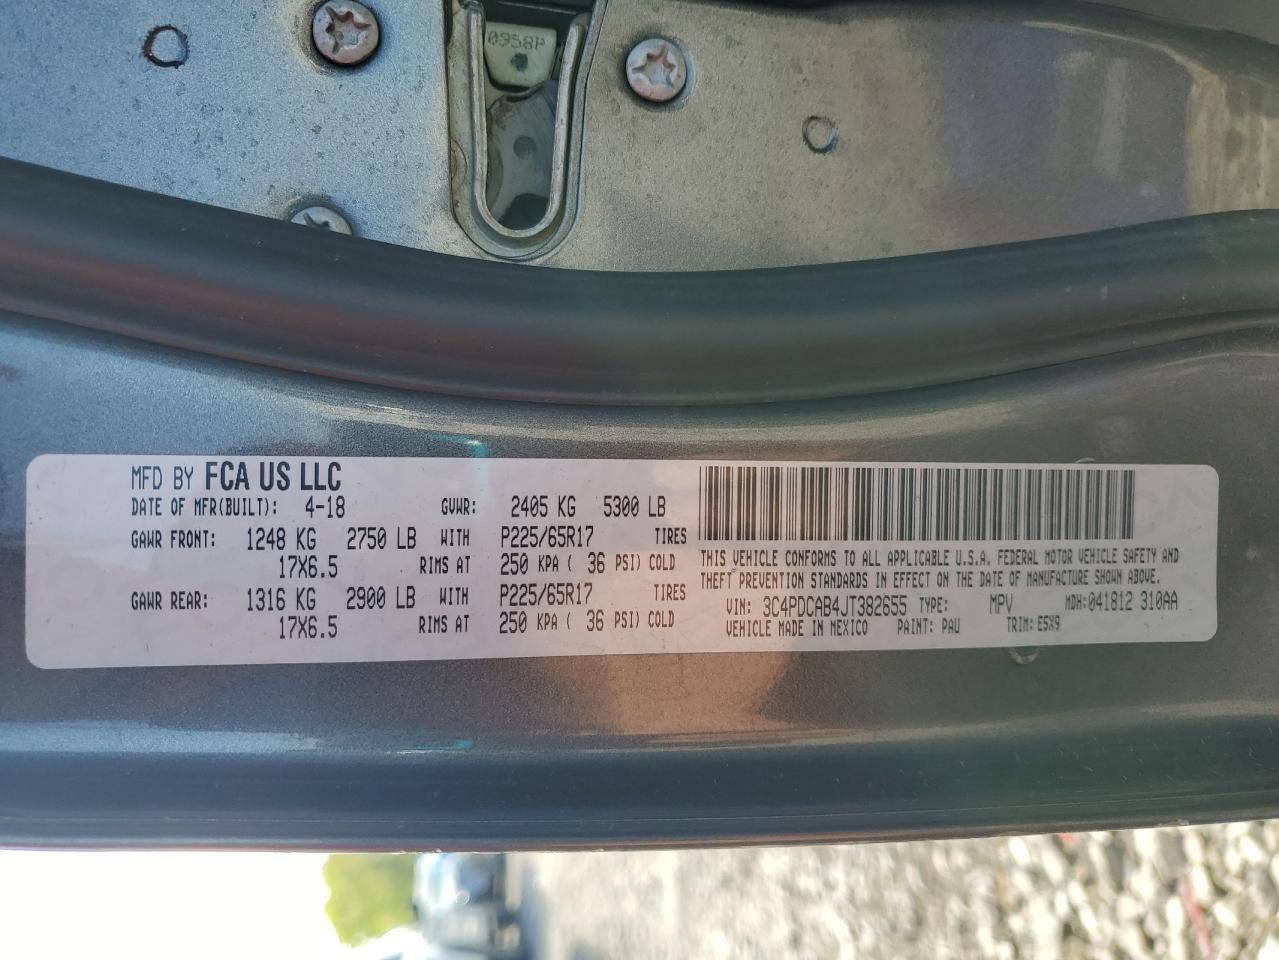 0958P
MFD BY FCA US LLC
DATE OF MFR(BUILT): 4-18 GVWR: 2405 KG 5300 LB
GAWR FRONT: 1248 KG 2750 LB WITH P225/65R17 TIRES
17X6.5 RIMS AT 250 KPA ( 36 PSI) COLD
GAWR REAR: 1316 KG 2900 LB WITH P225/65R17 TIRES
17X6.5 RIMS AT 250 KPA ( 36 PSI) COLD
THIS VEHICLE CONFORMS TO ALL APPLICABLE U.S.A. FEDERAL MOTOR VEHICLE SAFETY AND
THEFT PREVENTION STANDARDS IN EFFECT ON THE DATE OF MANUFACTURE SHOWN ABOVE.
VIN: 3C4PDCAB4JT382655 TYPE: MPV MDH:041812 310AA
VEHICLE MADE IN MEXICO PAINT: PAU TRIM: E5X9